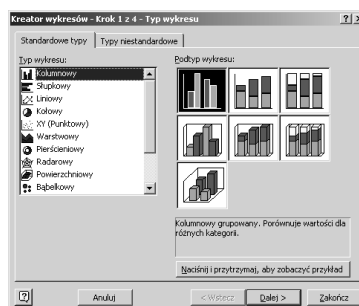 Kreator wykresów - Krok 1 z 4 - Typ wykresu
Standardowe typy
Typy niestandardowe
Typ wykresu:
Podtyp wykresu:
Kolumnowy
Słupkowy
Liniowy
Kołowy
XY (Punktowy)
Warstwowy
Pierścieniowy
Radarowy
Powierzchniowy
Bąbelkowy
Kolumnowy grupowany. Porównuje wartości dla
różnych kategorii.
Naciśnij i przytrzymaj, aby zobaczyć przykład
Anuluj
< Wstecz
Dalej >
Zakończ